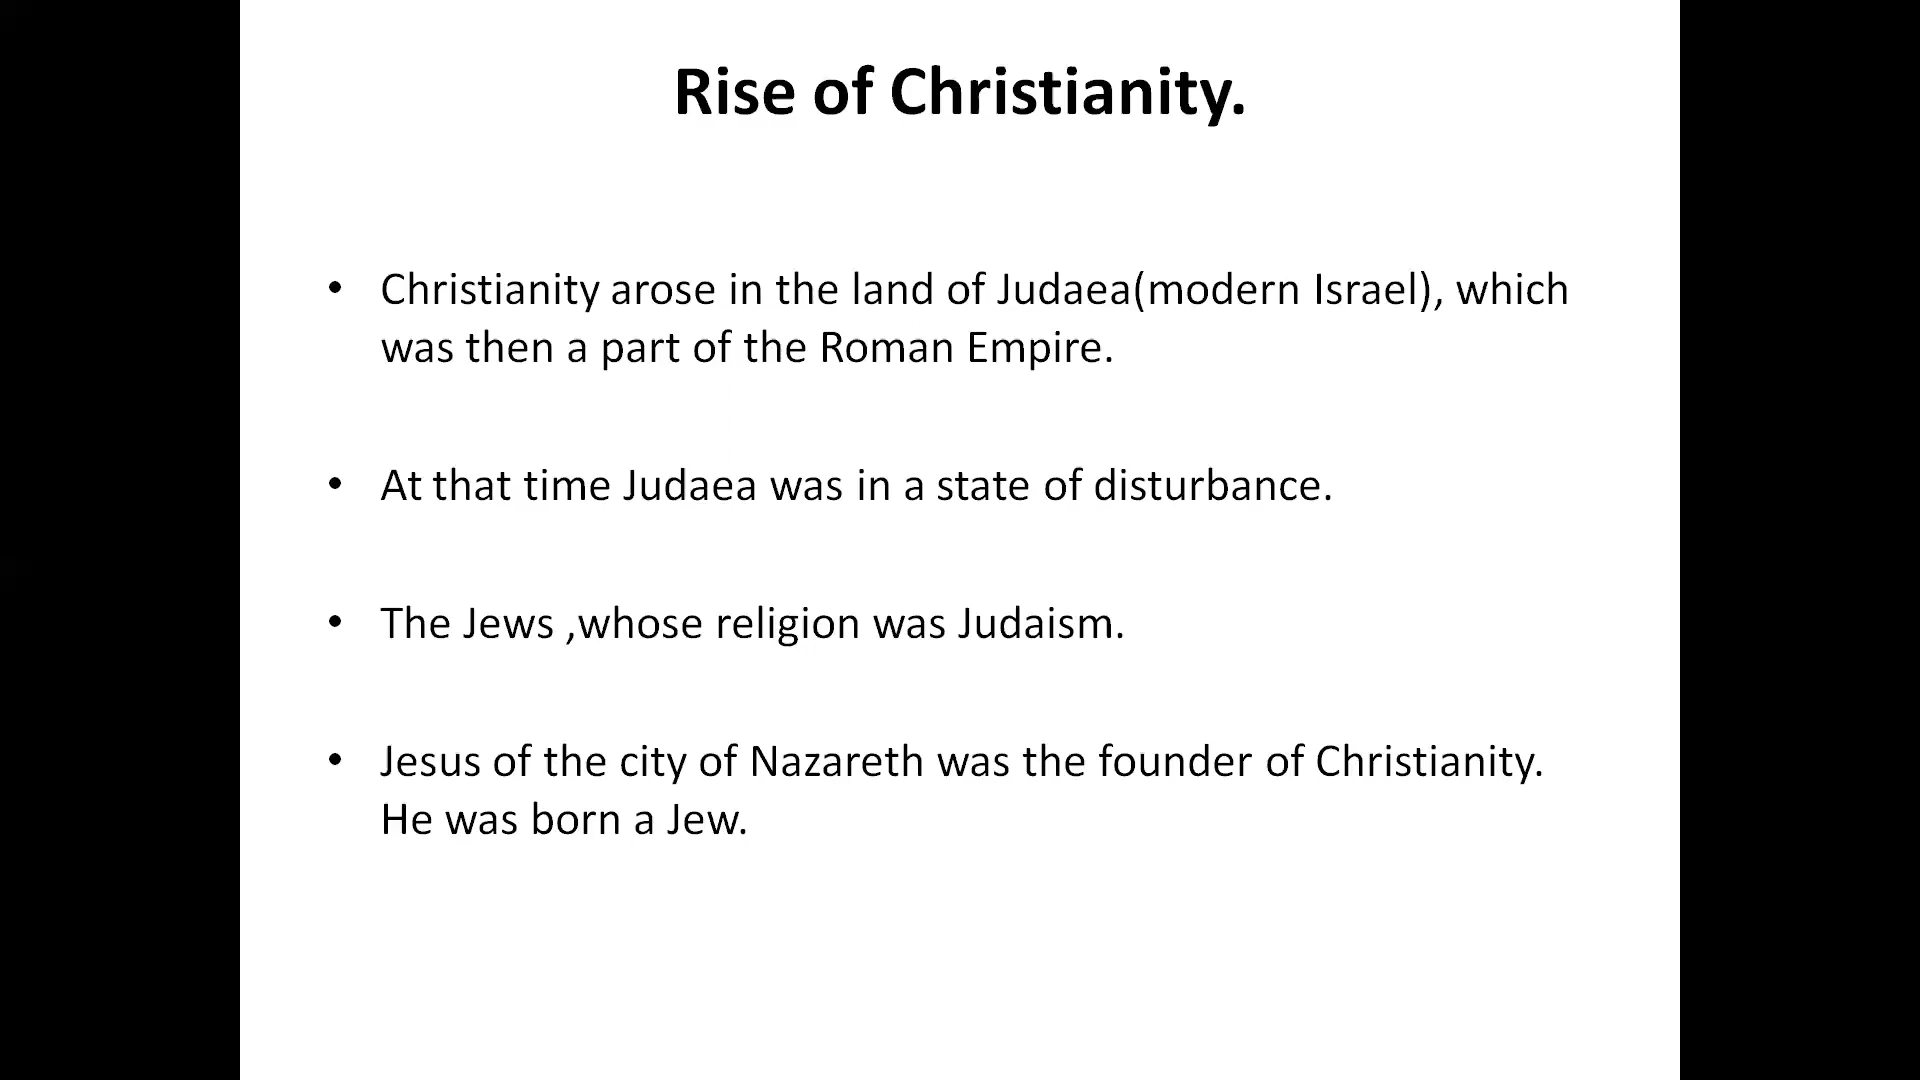 Rise of Christianity.
• Christianity arose in the land of Judaea(modern Israel), which
was then a part of the Roman Empire.
• At that time Judaea was in a state of disturbance.
• The Jews ,whose religion was Judaism.
• Jesus of the city of Nazareth was the founder of Christianity.
He was born a Jew.